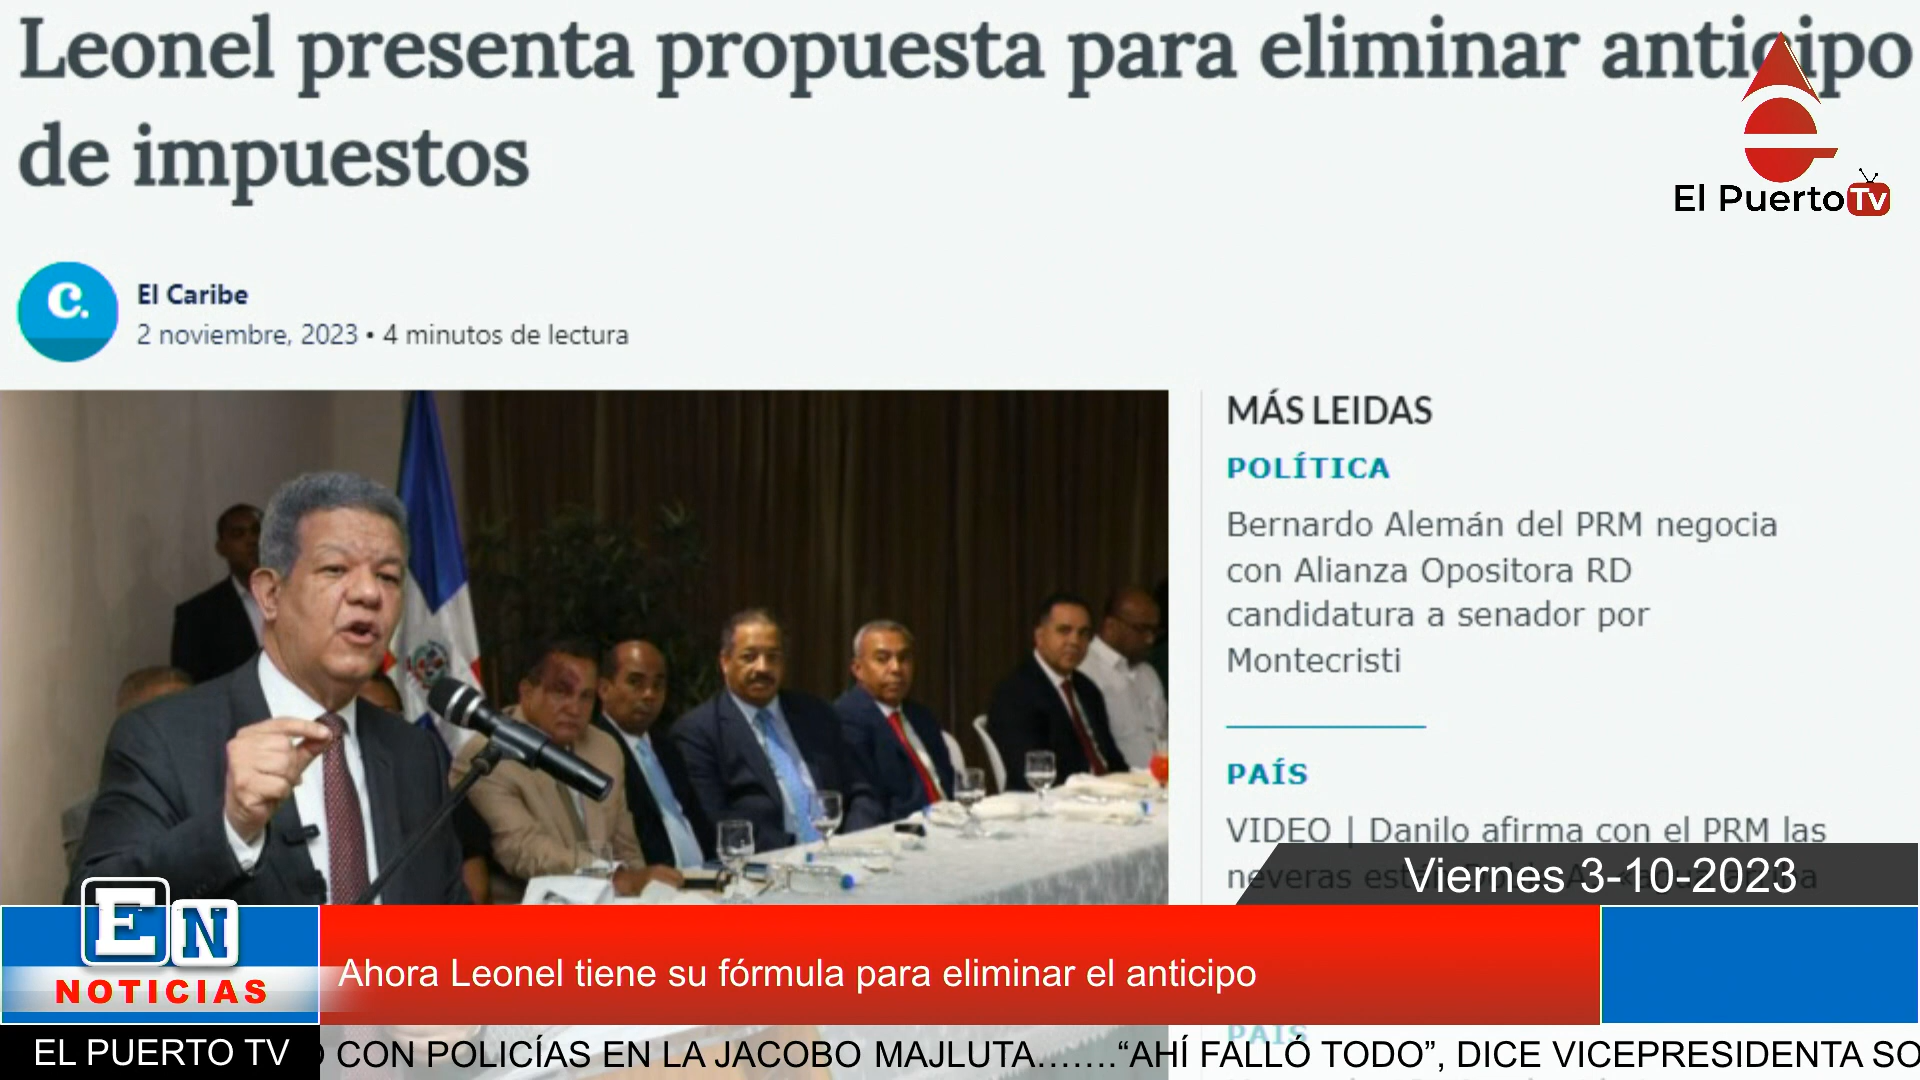 Leonel presenta propuesta para eliminar anticipo
de impuestos
El Puerto Tv
c.
El Caribe
2 noviembre, 2023 • 4 minutos de lectura
MÁS LEIDAS
POLÍTICA
Bernardo Alemán del PRM negocia
con Alianza Opositora RD
candidatura a senador por
Montecristi
PAÍS
VIDEO | Danilo afirma con el PRM las
neveras
Viernes 3-10-2023
EN
NOTICIAS
Ahora Leonel tiene su fórmula para eliminar el anticipo
PAÍS
EL PUERTO TV
CON POLICÍAS EN LA JACOBO MAJLUTA.......“AHÍ FALLÓ TODO”, DICE VICEPRESIDENTA SO